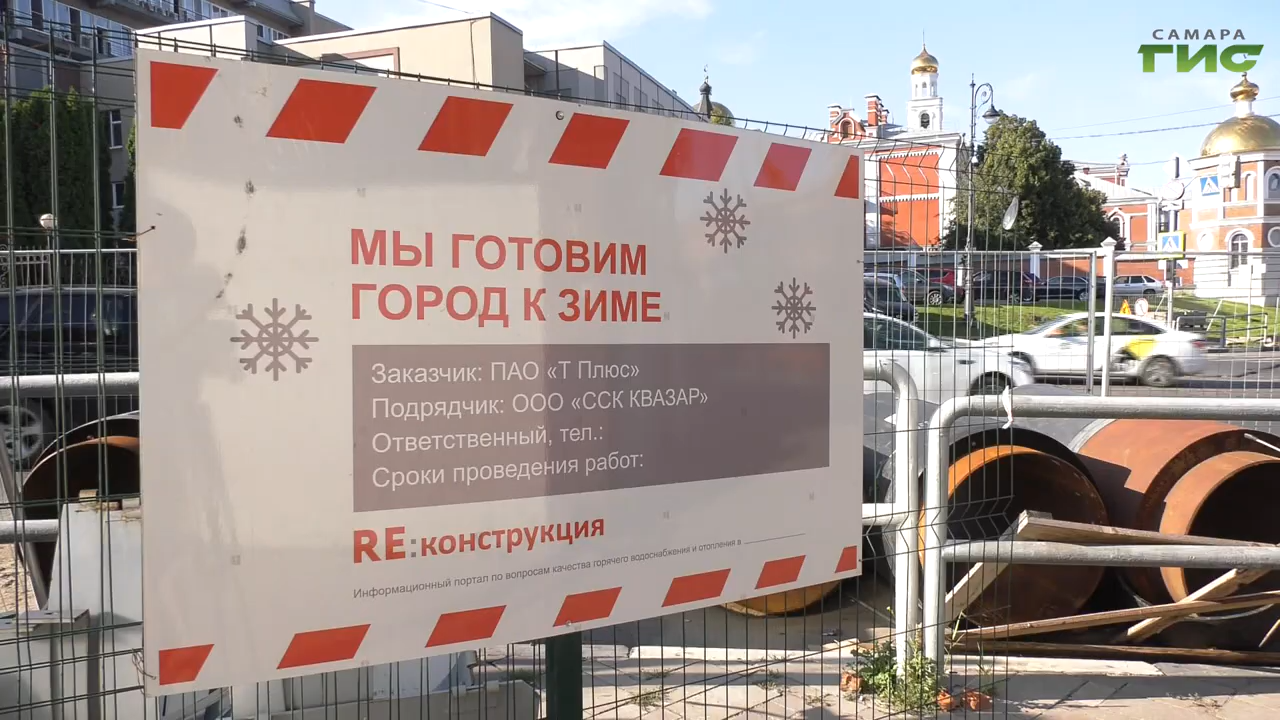 САМАРА
ГИС
МЫ ГОТОВИМ
ГОРОД К ЗИМЕ
Заказчик: ПАО «Т Плюс»
Подрядчик: ООО «ССК КВАЗАР»
Ответственный, тел.:
Сроки проведения работ:
RE:конструкция
Информационный портал по вопросам качества горячего водоснабжения и отопления в